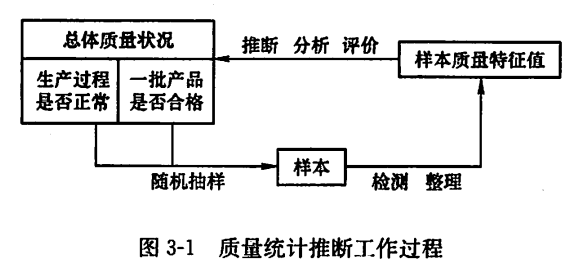 总体质量状况
推断 分析 评价
样本质量特征值
生产过程
是否正常
一批产品
是否合格
随机抽样
样本
检测 整理
图 3-1 质量统计推断工作过程